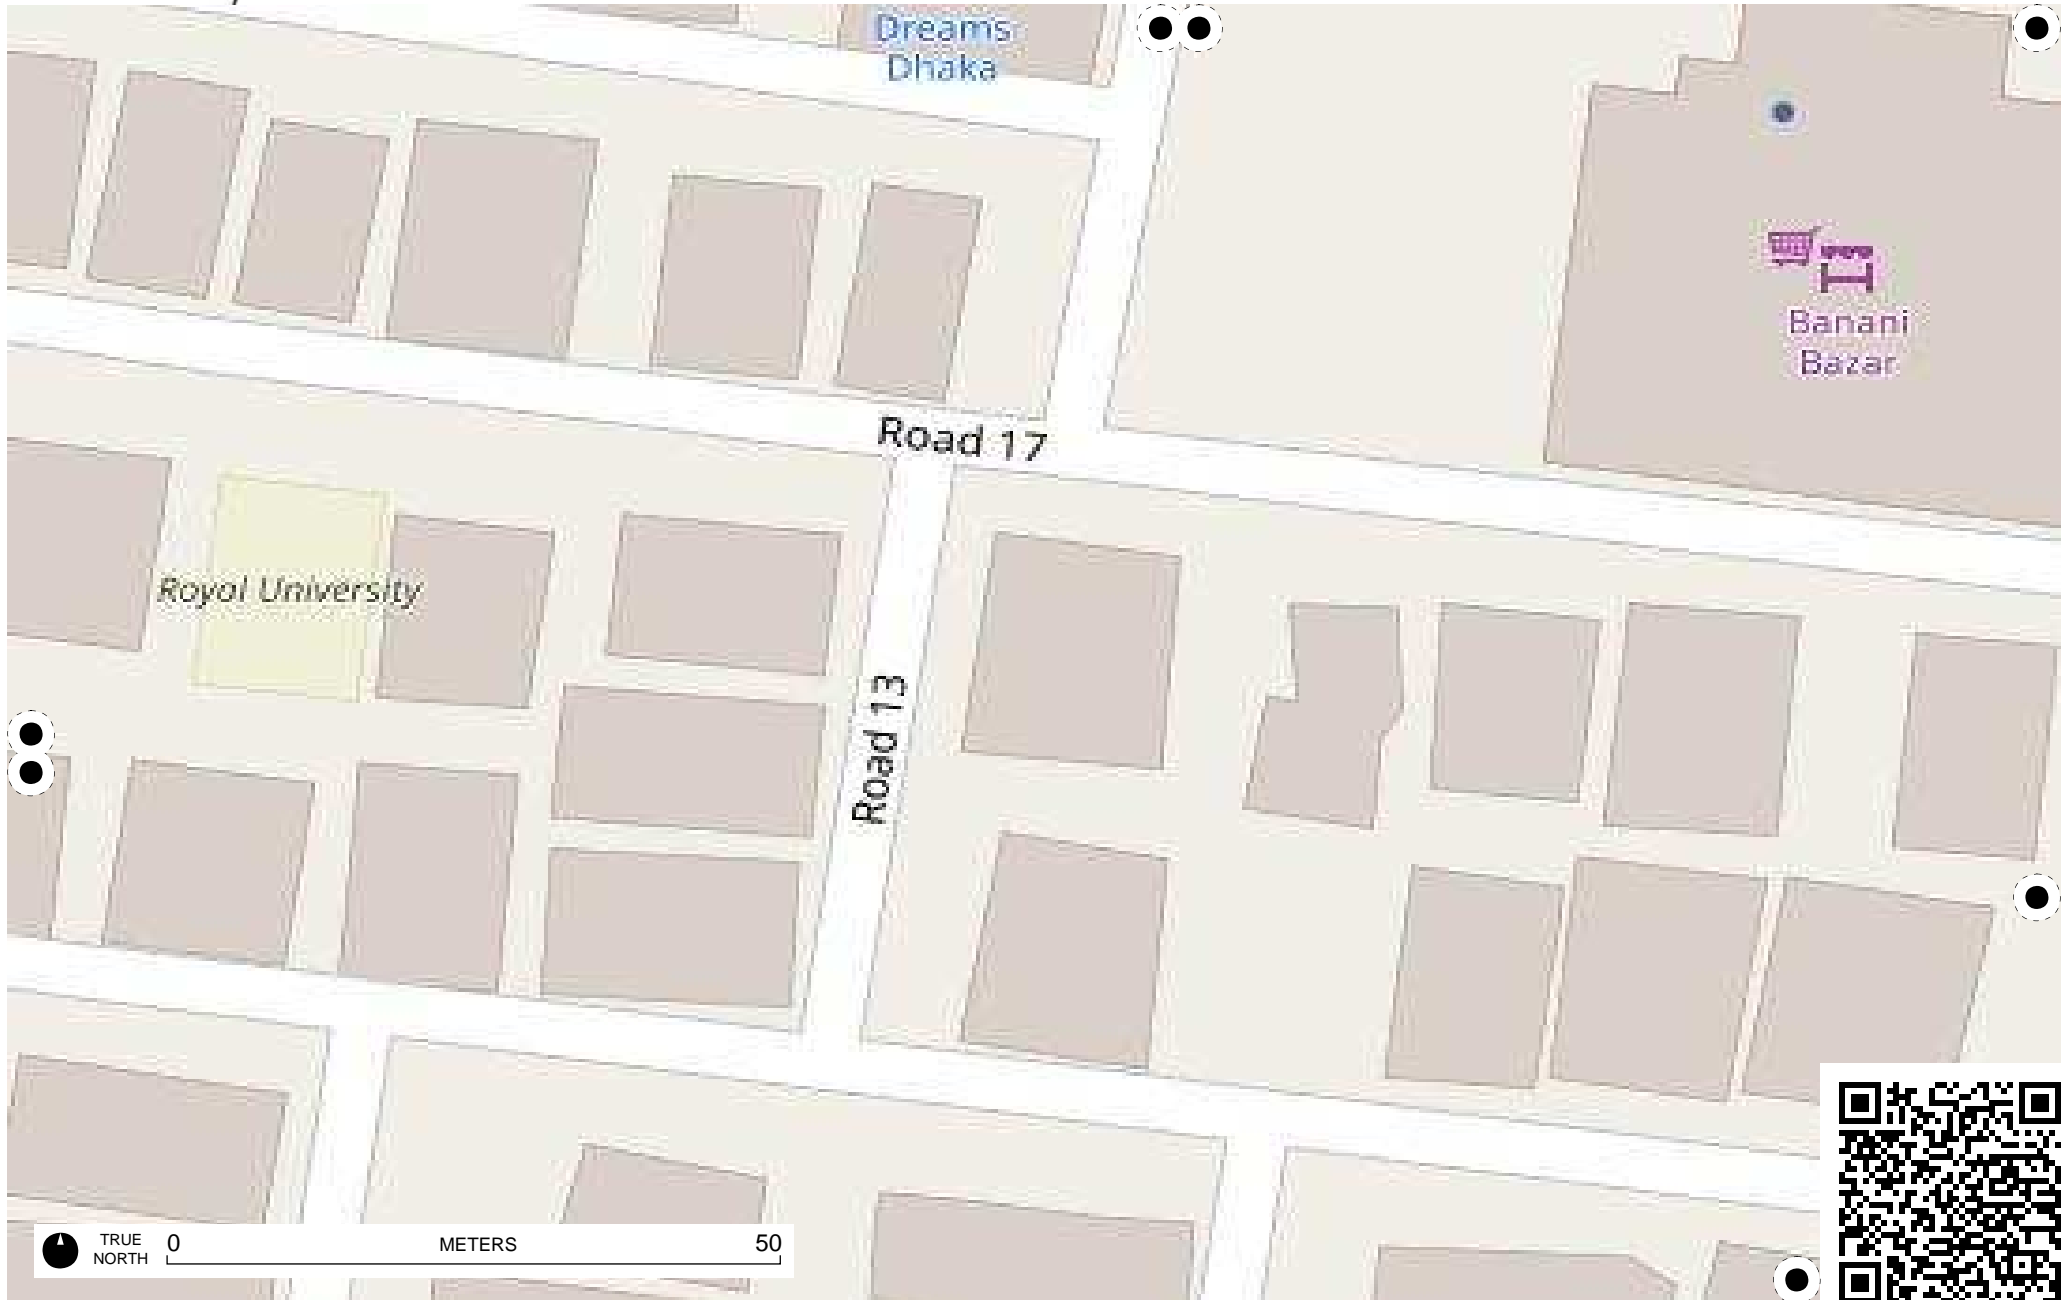 Dreams
Dhaka
Banani
Bazar
Road 17
Royal University
Road 13
TRUE
NORTH
0
METERS
50